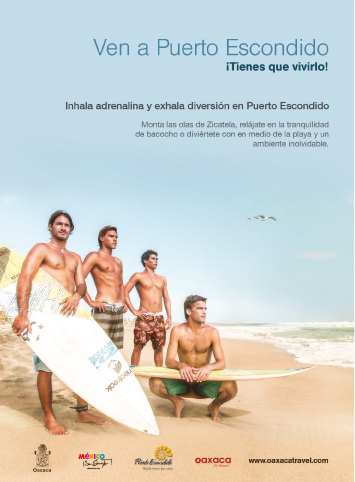 Ven a Puerto Escondido
¡Tienes que vivirlo!
Inhala adrenalina y exhala diversión en Puerto Escondido
Monta las olas de Zicatela, relájate en la tranquilidad
de bacocho o diviértete con en medio de la playa y un
ambiente inolvidable.
OAXACA
MÉXICO
Puerto Escondido
oaxaca
www.oaxacatravel.com